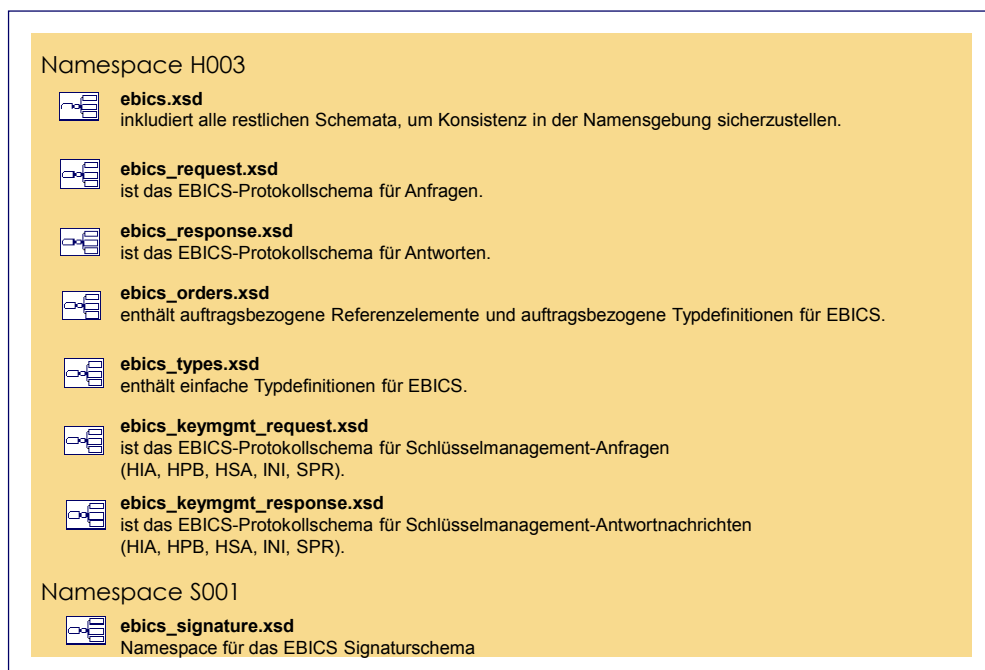 Namespace H003
ebics.xsd
inkludiert alle restlichen Schemata, um Konsistenz in der Namensgebung sicherzustellen.
ebics_request.xsd
ist das EBICS-Protokollschema für Anfragen.
ebics_response.xsd
ist das EBICS-Protokollschema für Antworten.
ebics_orders.xsd
enthält auftragsbezogene Referenzelemente und auftragsbezogene Typdefinitionen für EBICS.
ebics_types.xsd
enthält einfache Typdefinitionen für EBICS.
ebics_keymgmt_request.xsd
ist das EBICS-Protokollschema für Schlüsselmanagement-Anfragen
(HIA, HPB, HSA, INI, SPR).
ebics_keymgmt_response.xsd
ist das EBICS-Protokollschema für Schlüsselmanagement-Antwortnachrichten
(HIA, HPB, HSA, INI, SPR).
Namespace S001
ebics_signature.xsd
Namespace für das EBICS Signaturschema